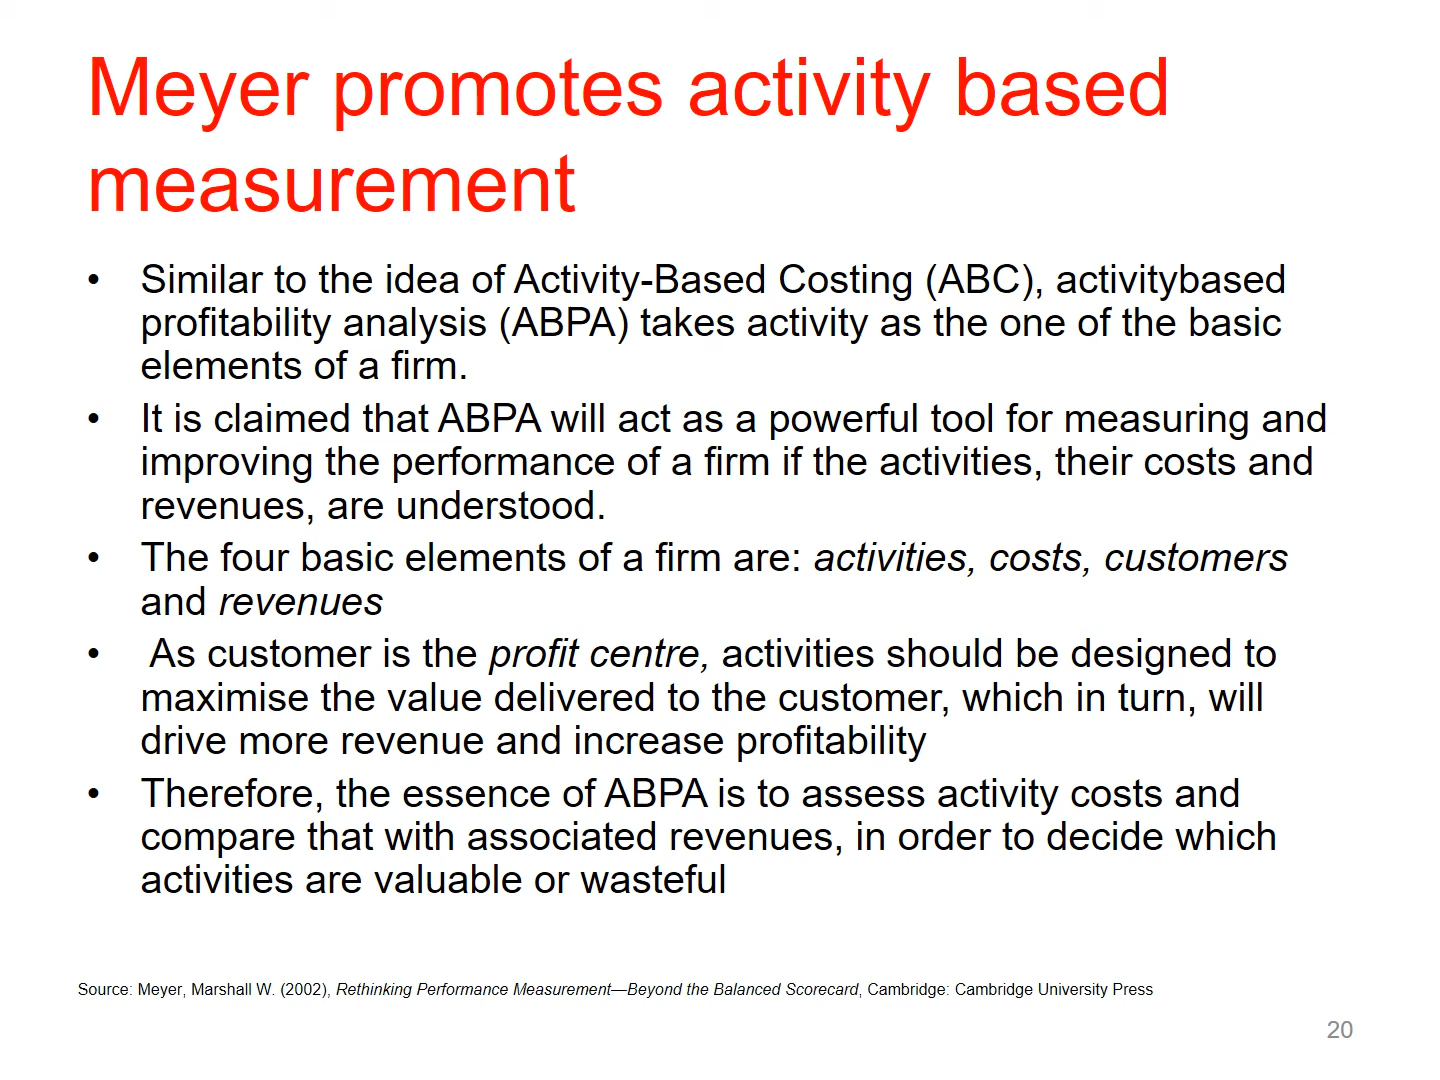 Meyer promotes activity based
measurement
• Similar to the idea of Activity-Based Costing (ABC), activitybased
profitability analysis (ABPA) takes activity as the one of the basic
elements of a firm.
• It is claimed that ABPA will act as a powerful tool for measuring and
improving the performance of a firm if the activities, their costs and
revenues, are understood.
• The four basic elements of a firm are: activities, costs, customers
and revenues
• As customer is the profit centre, activities should be designed to
maximise the value delivered to the customer, which in turn, will
drive more revenue and increase profitability
• Therefore, the essence of ABPA is to assess activity costs and
compare that with associated revenues, in order to decide which
activities are valuable or wasteful
Source: Meyer, Marshall W. (2002), Rethinking Performance Measurement—Beyond the Balanced Scorecard, Cambridge: Cambridge University Press
20